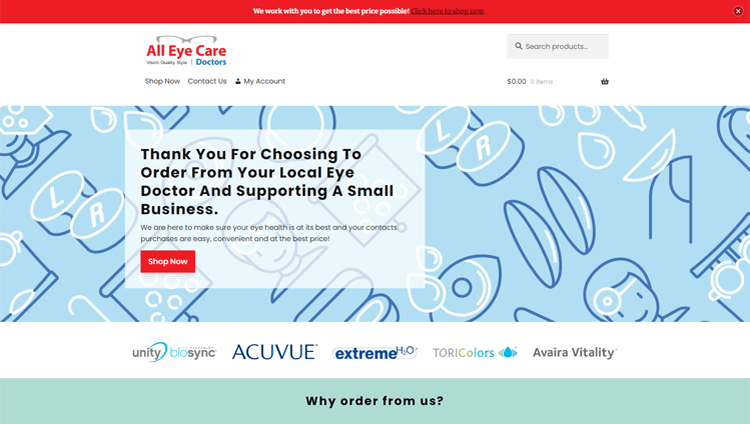 We work with you to get the best price possible! Click here to shop now.
All Eye Care
Vision Quality Style | Doctors
Search products...
Shop Now Contact Us My Account
$0.00 0 items
Thank You For Choosing To
Order From Your Local Eye
Doctor And Supporting A Small
Business.
We are here to make sure your eye health is at its best and your contacts
purchases are easy, convenient and at the best price!
Shop Now
L R
L R
unity biosync ACUVUE extreme H₂O TORIColors Avaira Vitality
Why order from us?